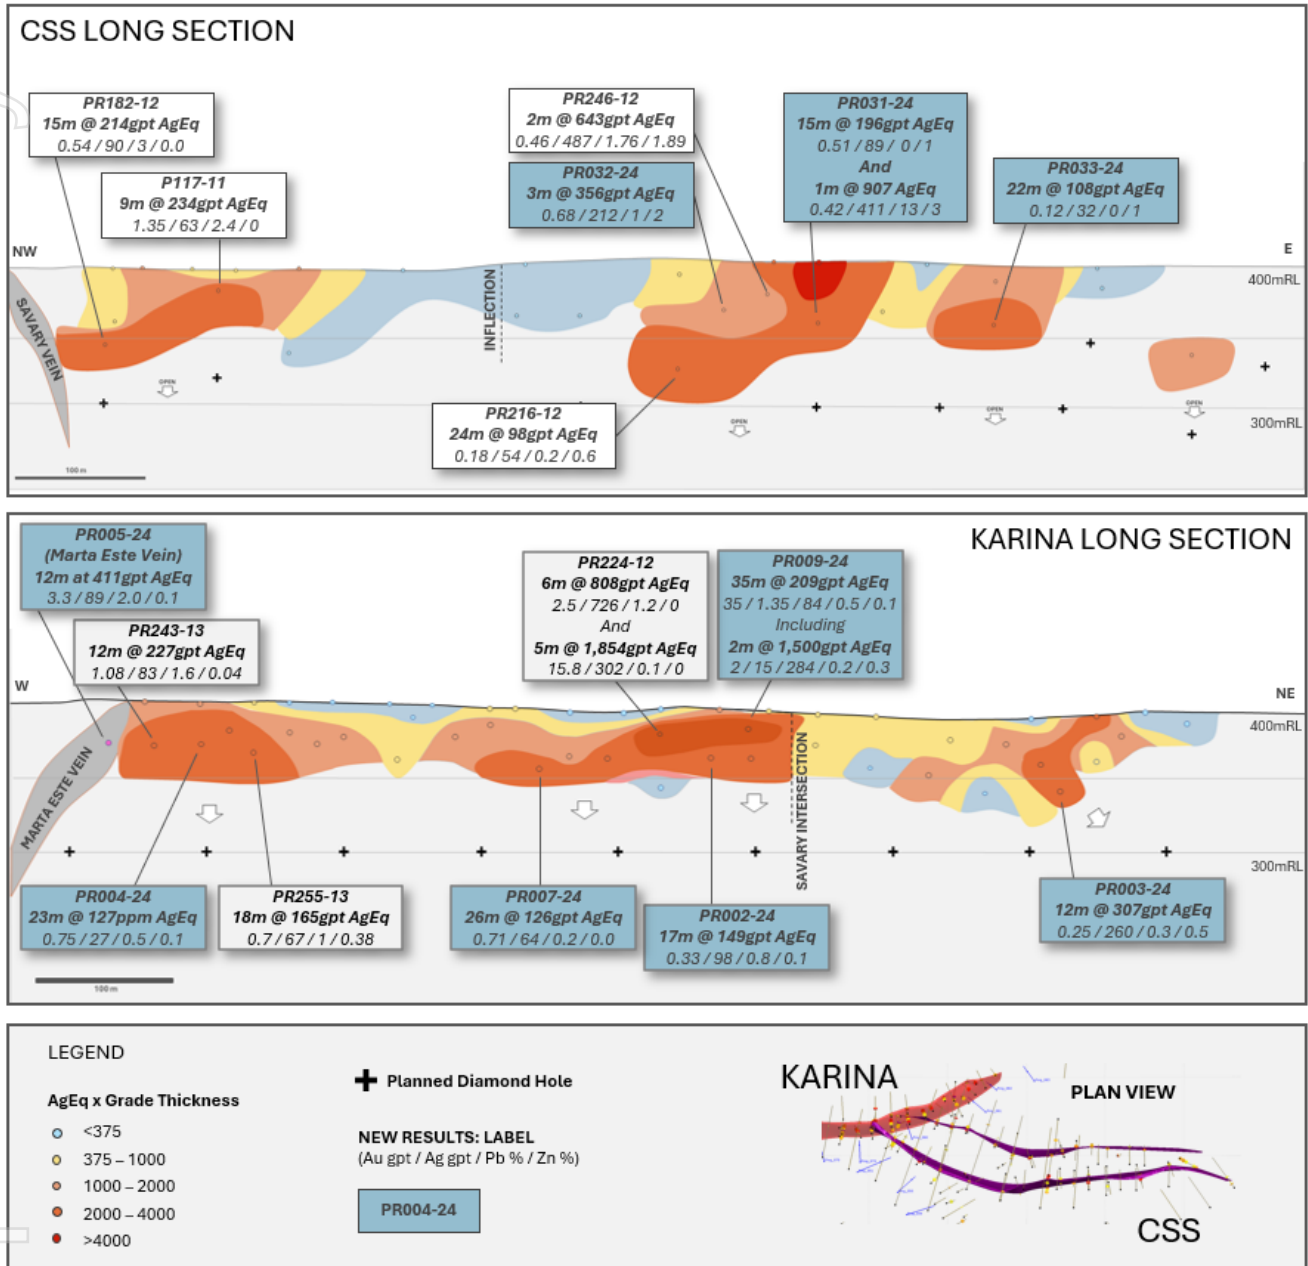 CSS LONG SECTION
PR182-12
15m @ 214gpt AgEq
0.54 / 90 / 3 / 0.0
P117-11
9m @ 234gpt AgEq
1.35 / 63 / 2.4 / 0
PR246-12
2m @ 643gpt AgEq
0.46 / 487 / 1.76 / 1.89
PR032-24
3m @ 356gpt AgEq
0.68 / 212 / 1 / 2
PR031-24
15m @ 196gpt AgEq
0.51 / 89 / 0 / 1
And
1m @ 907 AgEq
0.42 / 411 / 13 / 3
PR033-24
22m @ 108gpt AgEq
0.12 / 32 / 0 / 1
NW
E
400mRL
SAVARY VEIN
INFLECTION
OPEN
OPEN
OPEN
OPEN
PR216-12
24m @ 98gpt AgEq
0.18 / 54 / 0.2 / 0.6
300mRL
100 m
KARINA LONG SECTION
PR005-24
(Marta Este Vein)
12m at 411gpt AgEq
3.3 / 89 / 2.0 / 0.1
PR243-13
12m @ 227gpt AgEq
1.08 / 83 / 1.6 / 0.04
PR224-12
6m @ 808gpt AgEq
2.5 / 726 / 1.2 / 0
And
5m @ 1,854gpt AgEq
15.8 / 302 / 0.1 / 0
PR009-24
35m @ 209gpt AgEq
35 / 1.35 / 84 / 0.5 / 0.1
Including
2m @ 1,500gpt AgEq
2 / 15 / 284 / 0.2 / 0.3
W
NE
400mRL
MARTA ESTE VEIN
SAVARY INTERSECTION
300mRL
PR004-24
23m @ 127ppm AgEq
0.75 / 27 / 0.5 / 0.1
PR255-13
18m @ 165gpt AgEq
0.7 / 67 / 1 / 0.38
PR007-24
26m @ 126gpt AgEq
0.71 / 64 / 0.2 / 0.0
PR002-24
17m @ 149gpt AgEq
0.33 / 98 / 0.8 / 0.1
PR003-24
12m @ 307gpt AgEq
0.25 / 260 / 0.3 / 0.5
100 m
LEGEND
AgEq x Grade Thickness
<375
375 – 1000
1000 – 2000
2000 – 4000
>4000
Planned Diamond Hole
NEW RESULTS: LABEL
(Au gpt / Ag gpt / Pb % / Zn %)
PR004-24
KARINA
PLAN VIEW
CSS